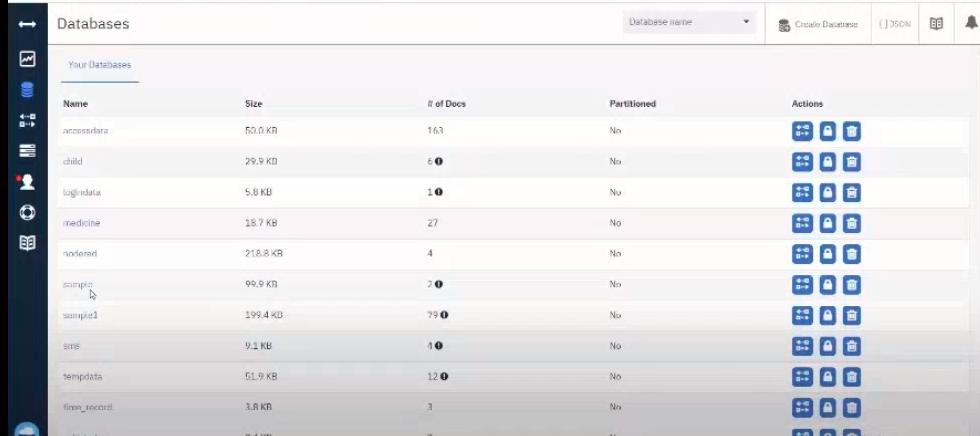 Databases Database name Create Database { } JSON
Your Databases
Name Size # of Docs Partitioned Actions
accessdata 50.0 KB 163 No
child 29.9 KB 6 No
logindata 5.8 KB 1 No
medicine 18.7 KB 27 No
nodered 218.8 KB 4 No
sample 99.9 KB 2 No
sample1 199.4 KB 79 No
sms 9.1 KB 4 No
tempdata 51.9 KB 12 No
time_record 3.8 KB 3 No